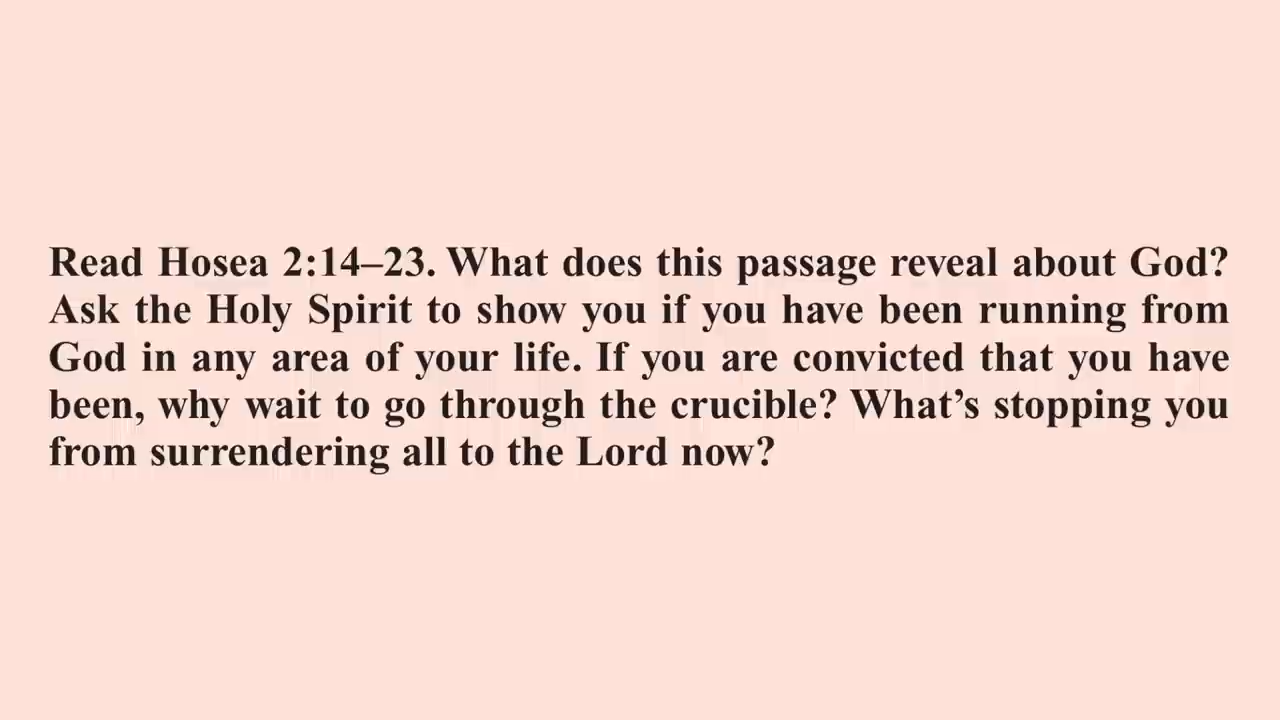 Read Hosea 2:14–23. What does this passage reveal about God?
Ask the Holy Spirit to show you if you have been running from
God in any area of your life. If you are convicted that you have
been, why wait to go through the crucible? What’s stopping you
from surrendering all to the Lord now?